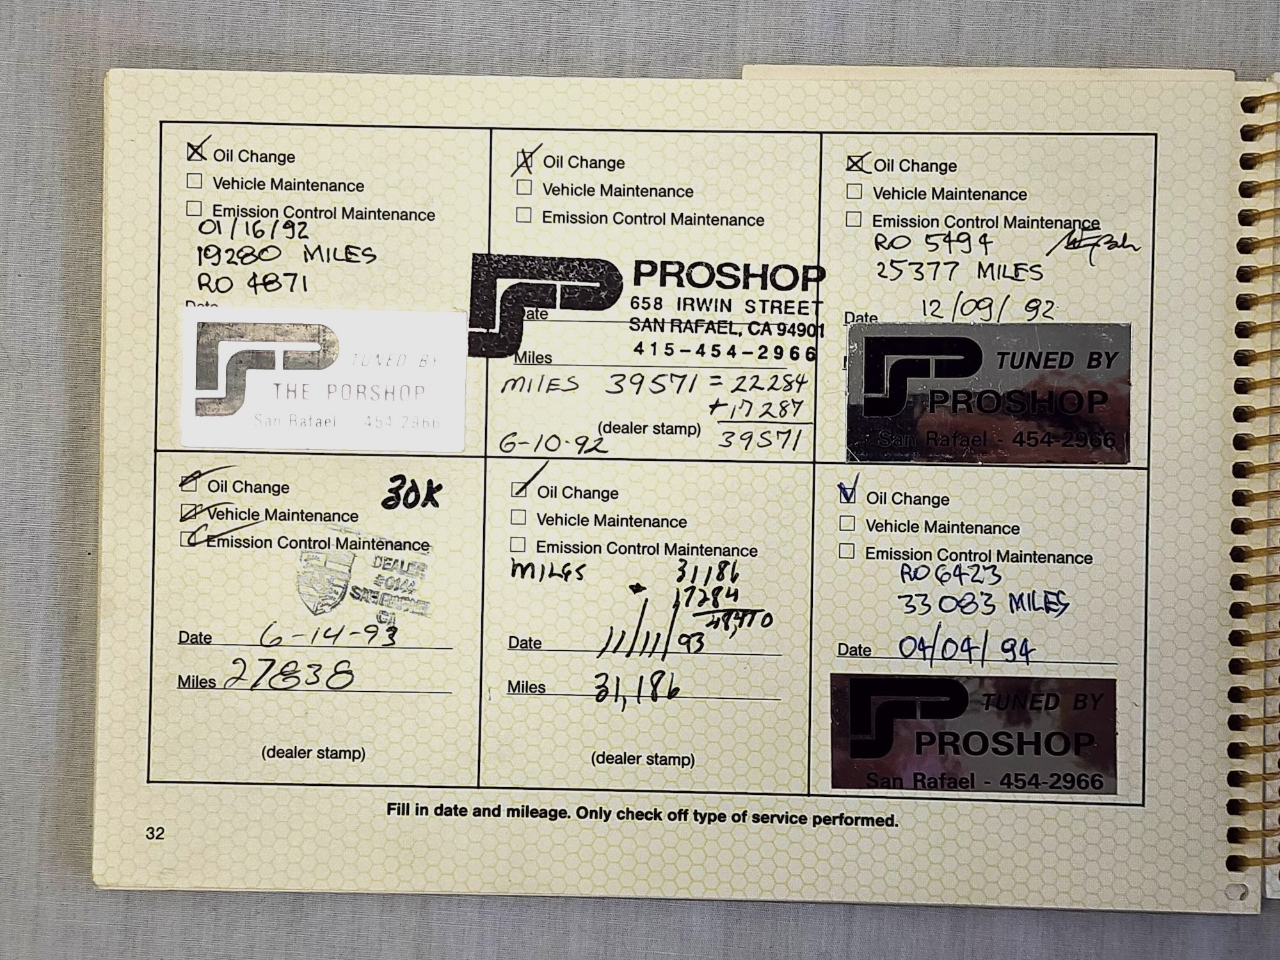 Oil Change
Vehicle Maintenance
Emission Control Maintenance
01/16/92
19280 MILES
RO 4871
Date
TUNED BY
THE PORSHOP
San Rafael 454-2966
Oil Change
Vehicle Maintenance
Emission Control Maintenance
PROSHOP
658 IRWIN STREET
SAN RAFAEL, CA 94901
415-454-2966
Date
Miles
MILES 39571 = 22284
+17287
(dealer stamp)
39571
6-10-92
Oil Change
Vehicle Maintenance
Emission Control Maintenance
RO 5494
25377 MILES
Date 12/09/92
TUNED BY
PROSHOP
San Rafael - 454-2966
Oil Change 30K
Vehicle Maintenance
Emission Control Maintenance
DEALER
CA
Date 6-14-93
Miles 27838
(dealer stamp)
Oil Change
Vehicle Maintenance
Emission Control Maintenance
MILES 31186
17284
48,470
Date 11/11/93
Miles 31,186
(dealer stamp)
Oil Change
Vehicle Maintenance
Emission Control Maintenance
RO6423
33083 MILES
Date 04/04/94
TUNED BY
PROSHOP
San Rafael - 454-2966
Fill in date and mileage. Only check off type of service performed.
32